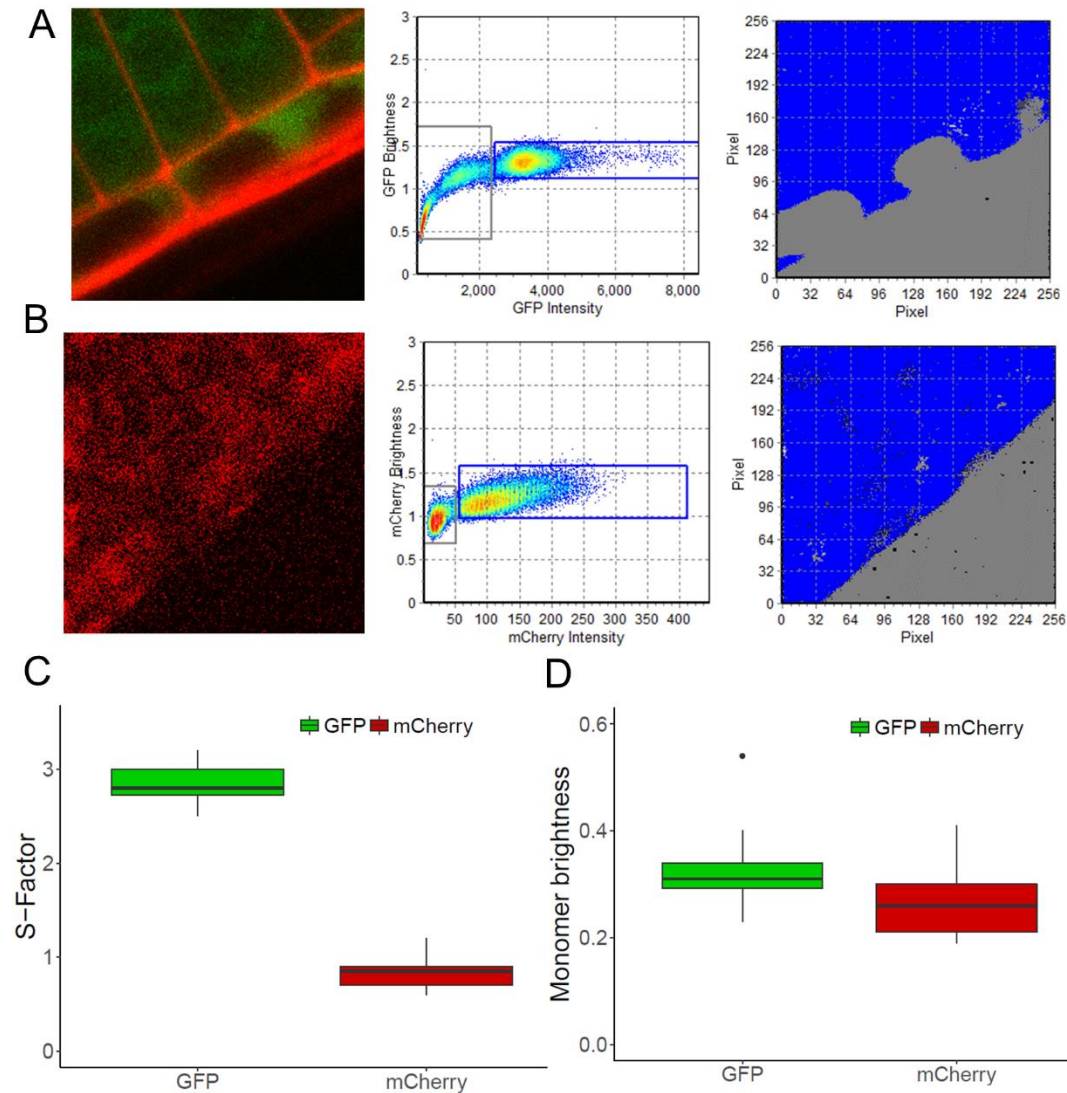 A
GFP Brightness
3
2.5
2
1.5
1
0.5
0
2,000 4,000 6,000 8,000
GFP Intensity
Pixel
256
224
192
160
128
96
64
32
0
0 32 64 96 128 160 192 224 256
Pixel
B
mCherry Brightness
3
2.5
2
1.5
1
0.5
0
50 100 150 200 250 300 350 400
mCherry Intensity
Pixel
256
224
192
160
128
96
64
32
0
0 32 64 96 128 160 192 224 256
Pixel
C
GFP mCherry
S-Factor
3
2
1
0
GFP mCherry
D
GFP mCherry
Monomer brightness
0.6
0.4
0.2
0.0
GFP mCherry